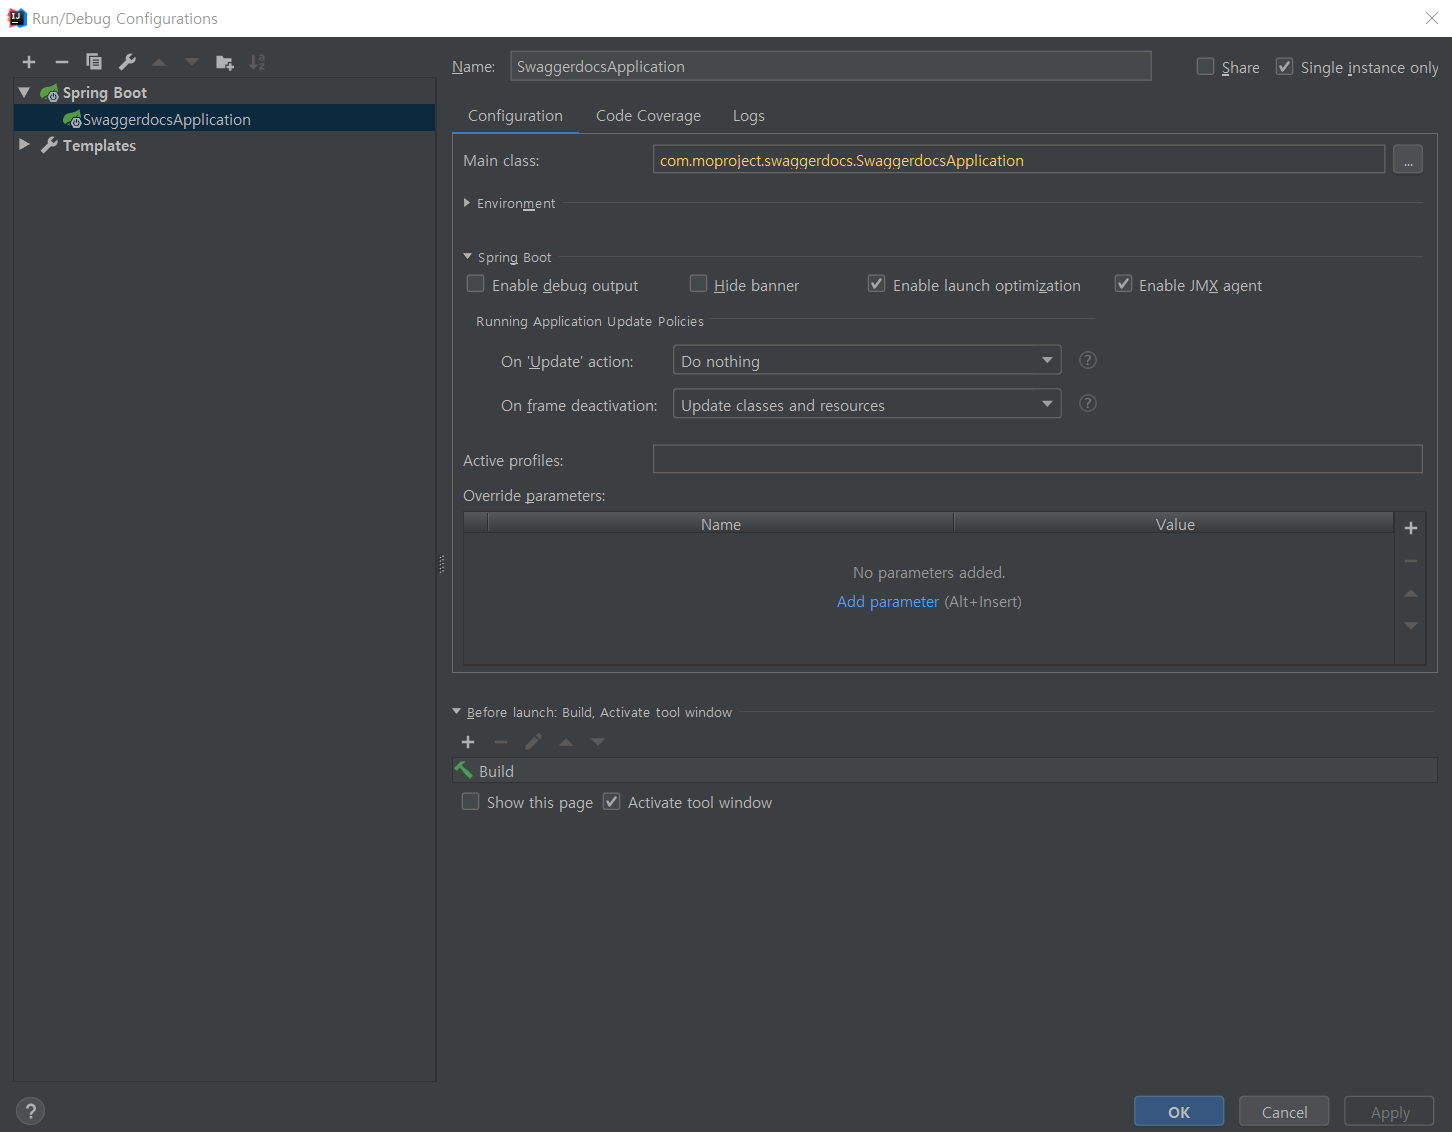 Run/Debug Configurations
Spring Boot
SwaggerdocsApplication
Templates
Name: SwaggerdocsApplication
Share
Single instance only
Configuration Code Coverage Logs
Main class: com.moproject.swaggerdocs.SwaggerdocsApplication ...
Environment
Spring Boot
Enable debug output Hide banner Enable launch optimization Enable JMX agent
Running Application Update Policies
On 'Update' action: Do nothing ?
On frame deactivation: Update classes and resources ?
Active profiles:
Override parameters:
Name Value
No parameters added.
Add parameter (Alt+Insert)
Before launch: Build, Activate tool window
Build
Show this page Activate tool window
? OK Cancel Apply